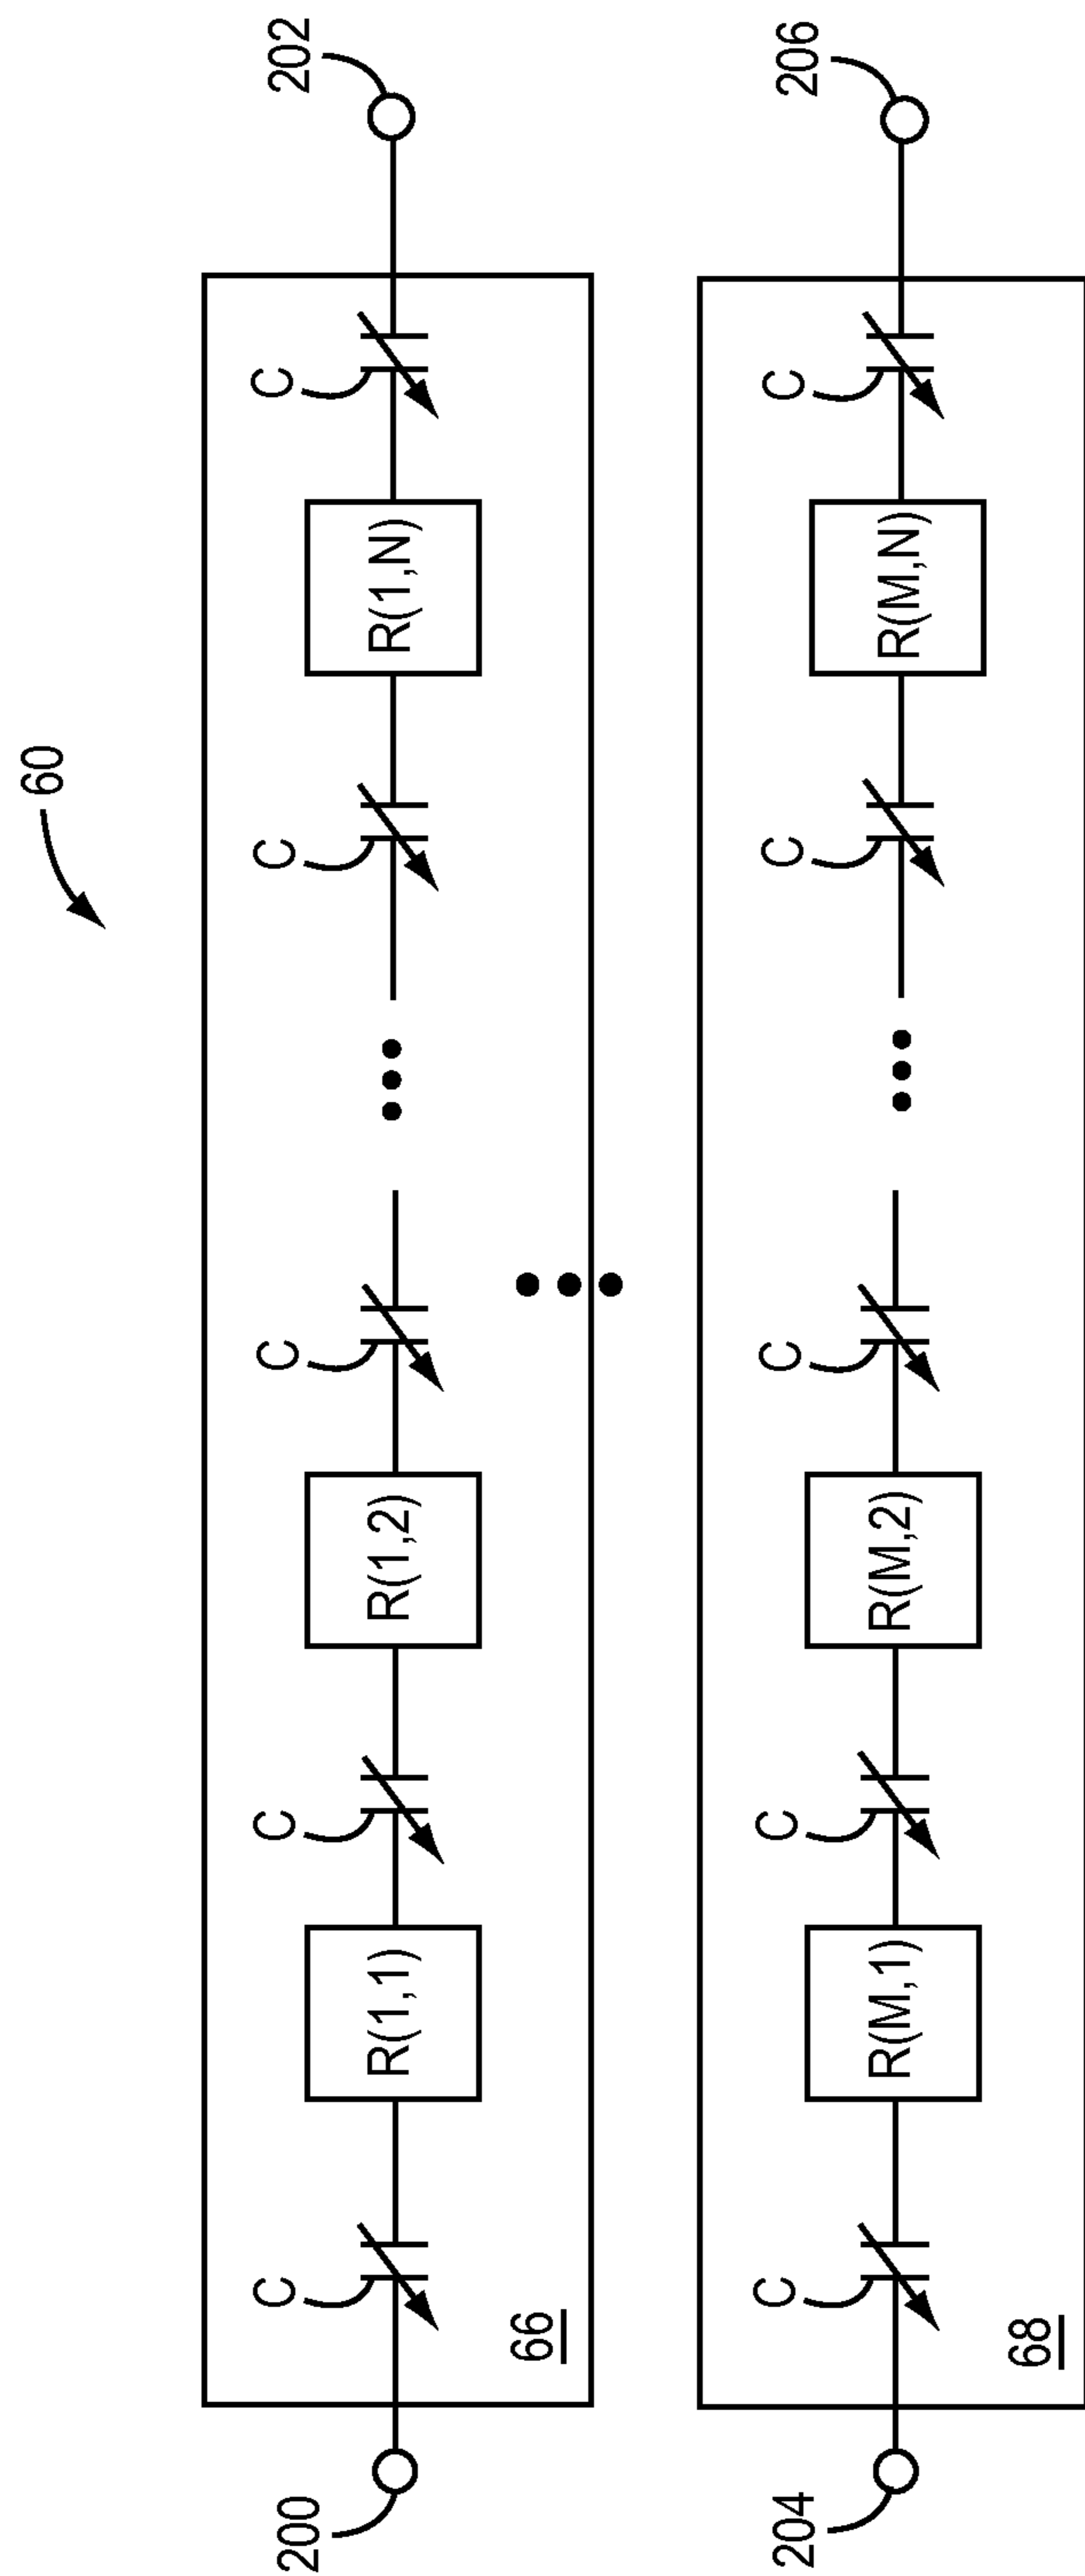 60
C
C
C
C
C
200
R(1,1)
R(1,2)
R(1,N)
202
66
C
C
C
C
C
204
R(M,1)
R(M,2)
R(M,N)
206
68